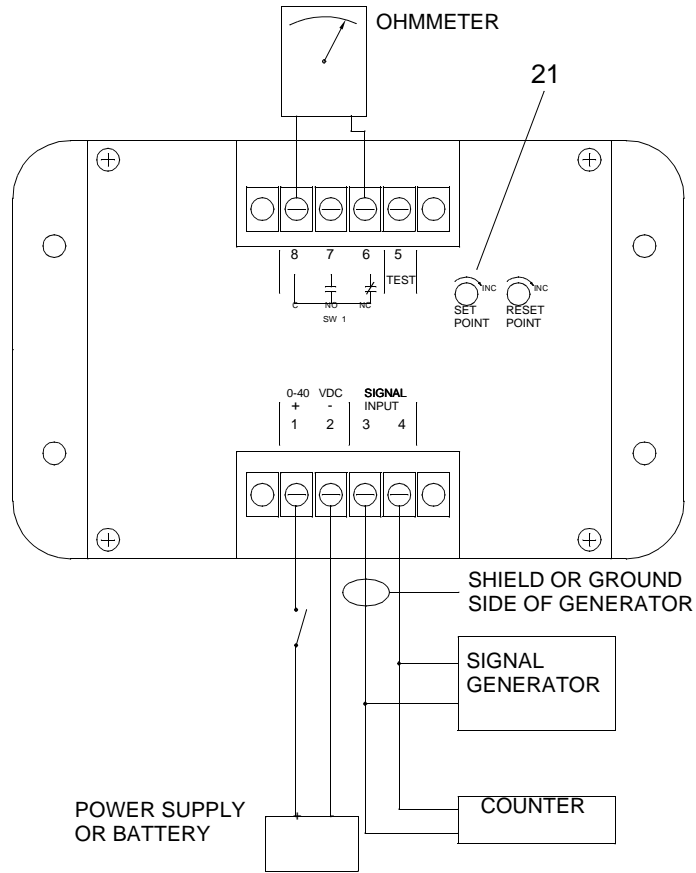 OHMMETER
21
8 7 6 5
TEST
C NO NC
SW 1
INC INC
SET POINT
RESET POINT
0-40 VDC SIGNAL
+ - INPUT
1 2 3 4
SHIELD OR GROUND
SIDE OF GENERATOR
SIGNAL
GENERATOR
COUNTER
POWER SUPPLY
OR BATTERY
+ -